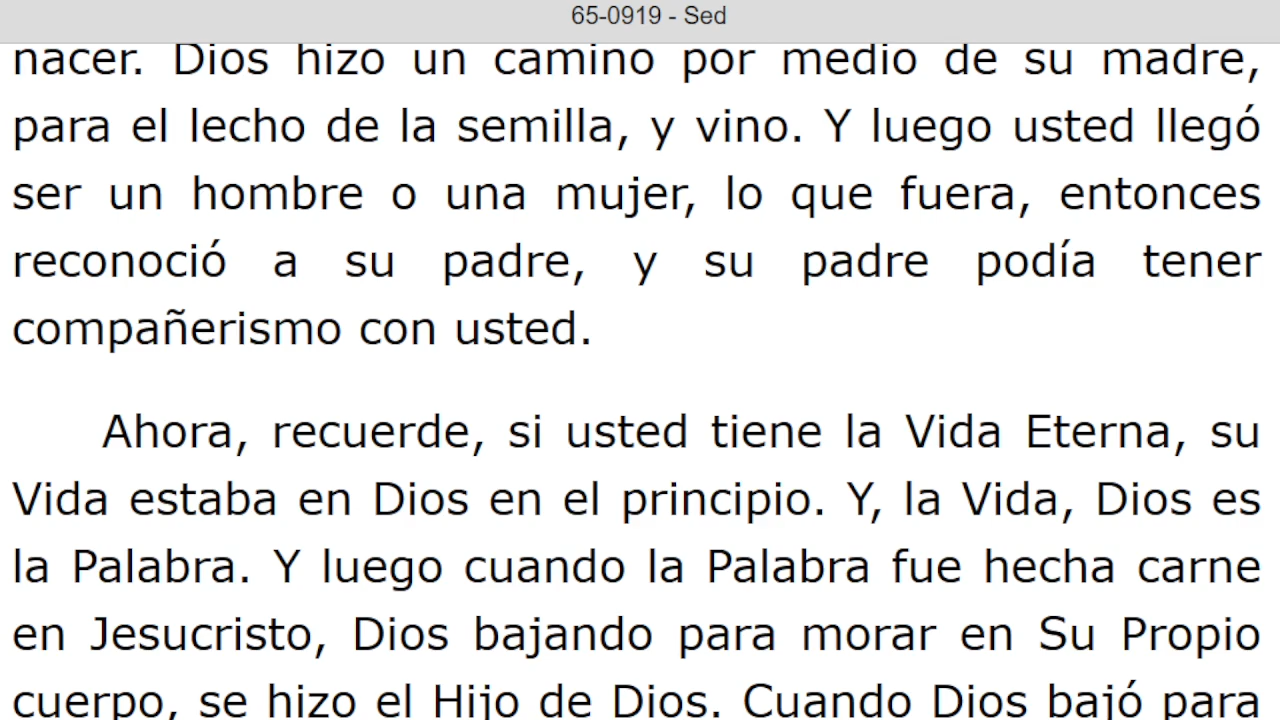 65-0919 - Sed
nacer. Dios hizo un camino por medio de su madre,
para el lecho de la semilla, y vino. Y luego usted llegó
ser un hombre o una mujer, lo que fuera, entonces
reconoció a su padre, y su padre podía tener
compañerismo con usted.
Ahora, recuerde, si usted tiene la Vida Eterna, su
Vida estaba en Dios en el principio. Y, la Vida, Dios es
la Palabra. Y luego cuando la Palabra fue hecha carne
en Jesucristo, Dios bajando para morar en Su Propio
cuerpo, se hizo el Hijo de Dios. Cuando Dios bajó para